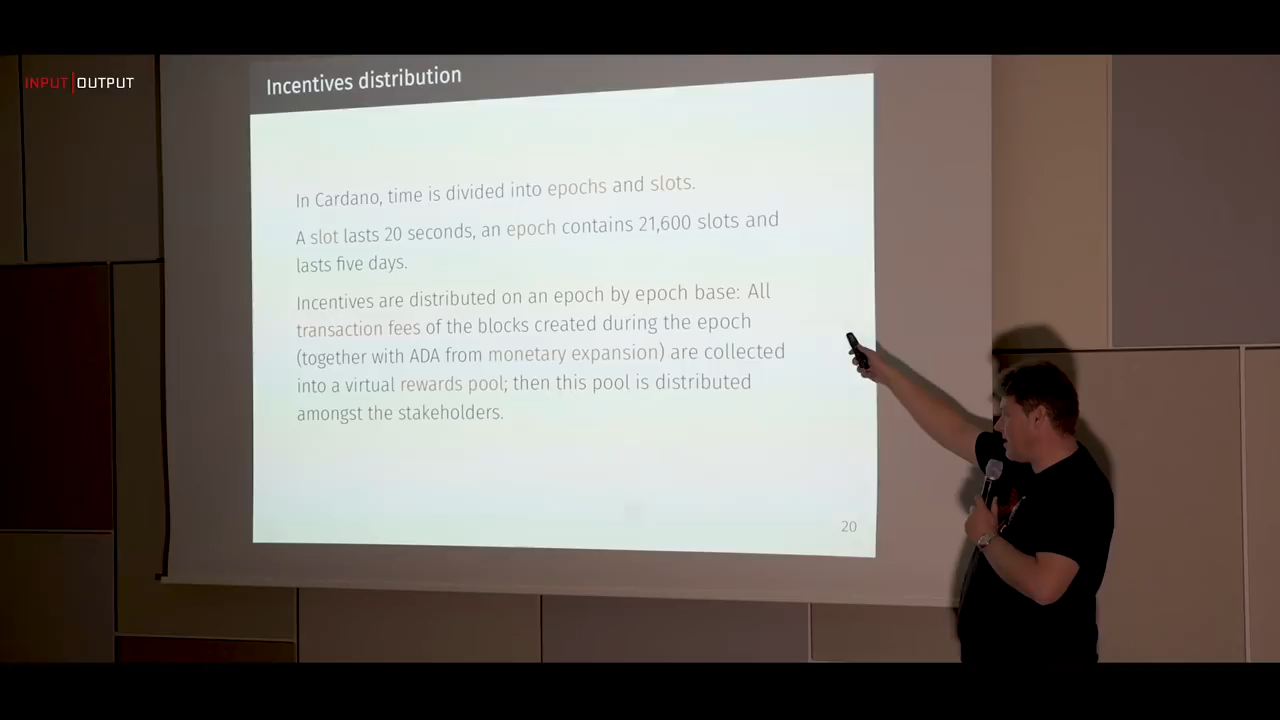 INPUT|OUTPUT
Incentives distribution
In Cardano, time is divided into epochs and slots.
A slot lasts 20 seconds, an epoch contains 21,600 slots and
lasts five days.
Incentives are distributed on an epoch by epoch base: All
transaction fees of the blocks created during the epoch
(together with ADA from monetary expansion) are collected
into a virtual rewards pool; then this pool is distributed
amongst the stakeholders.
20